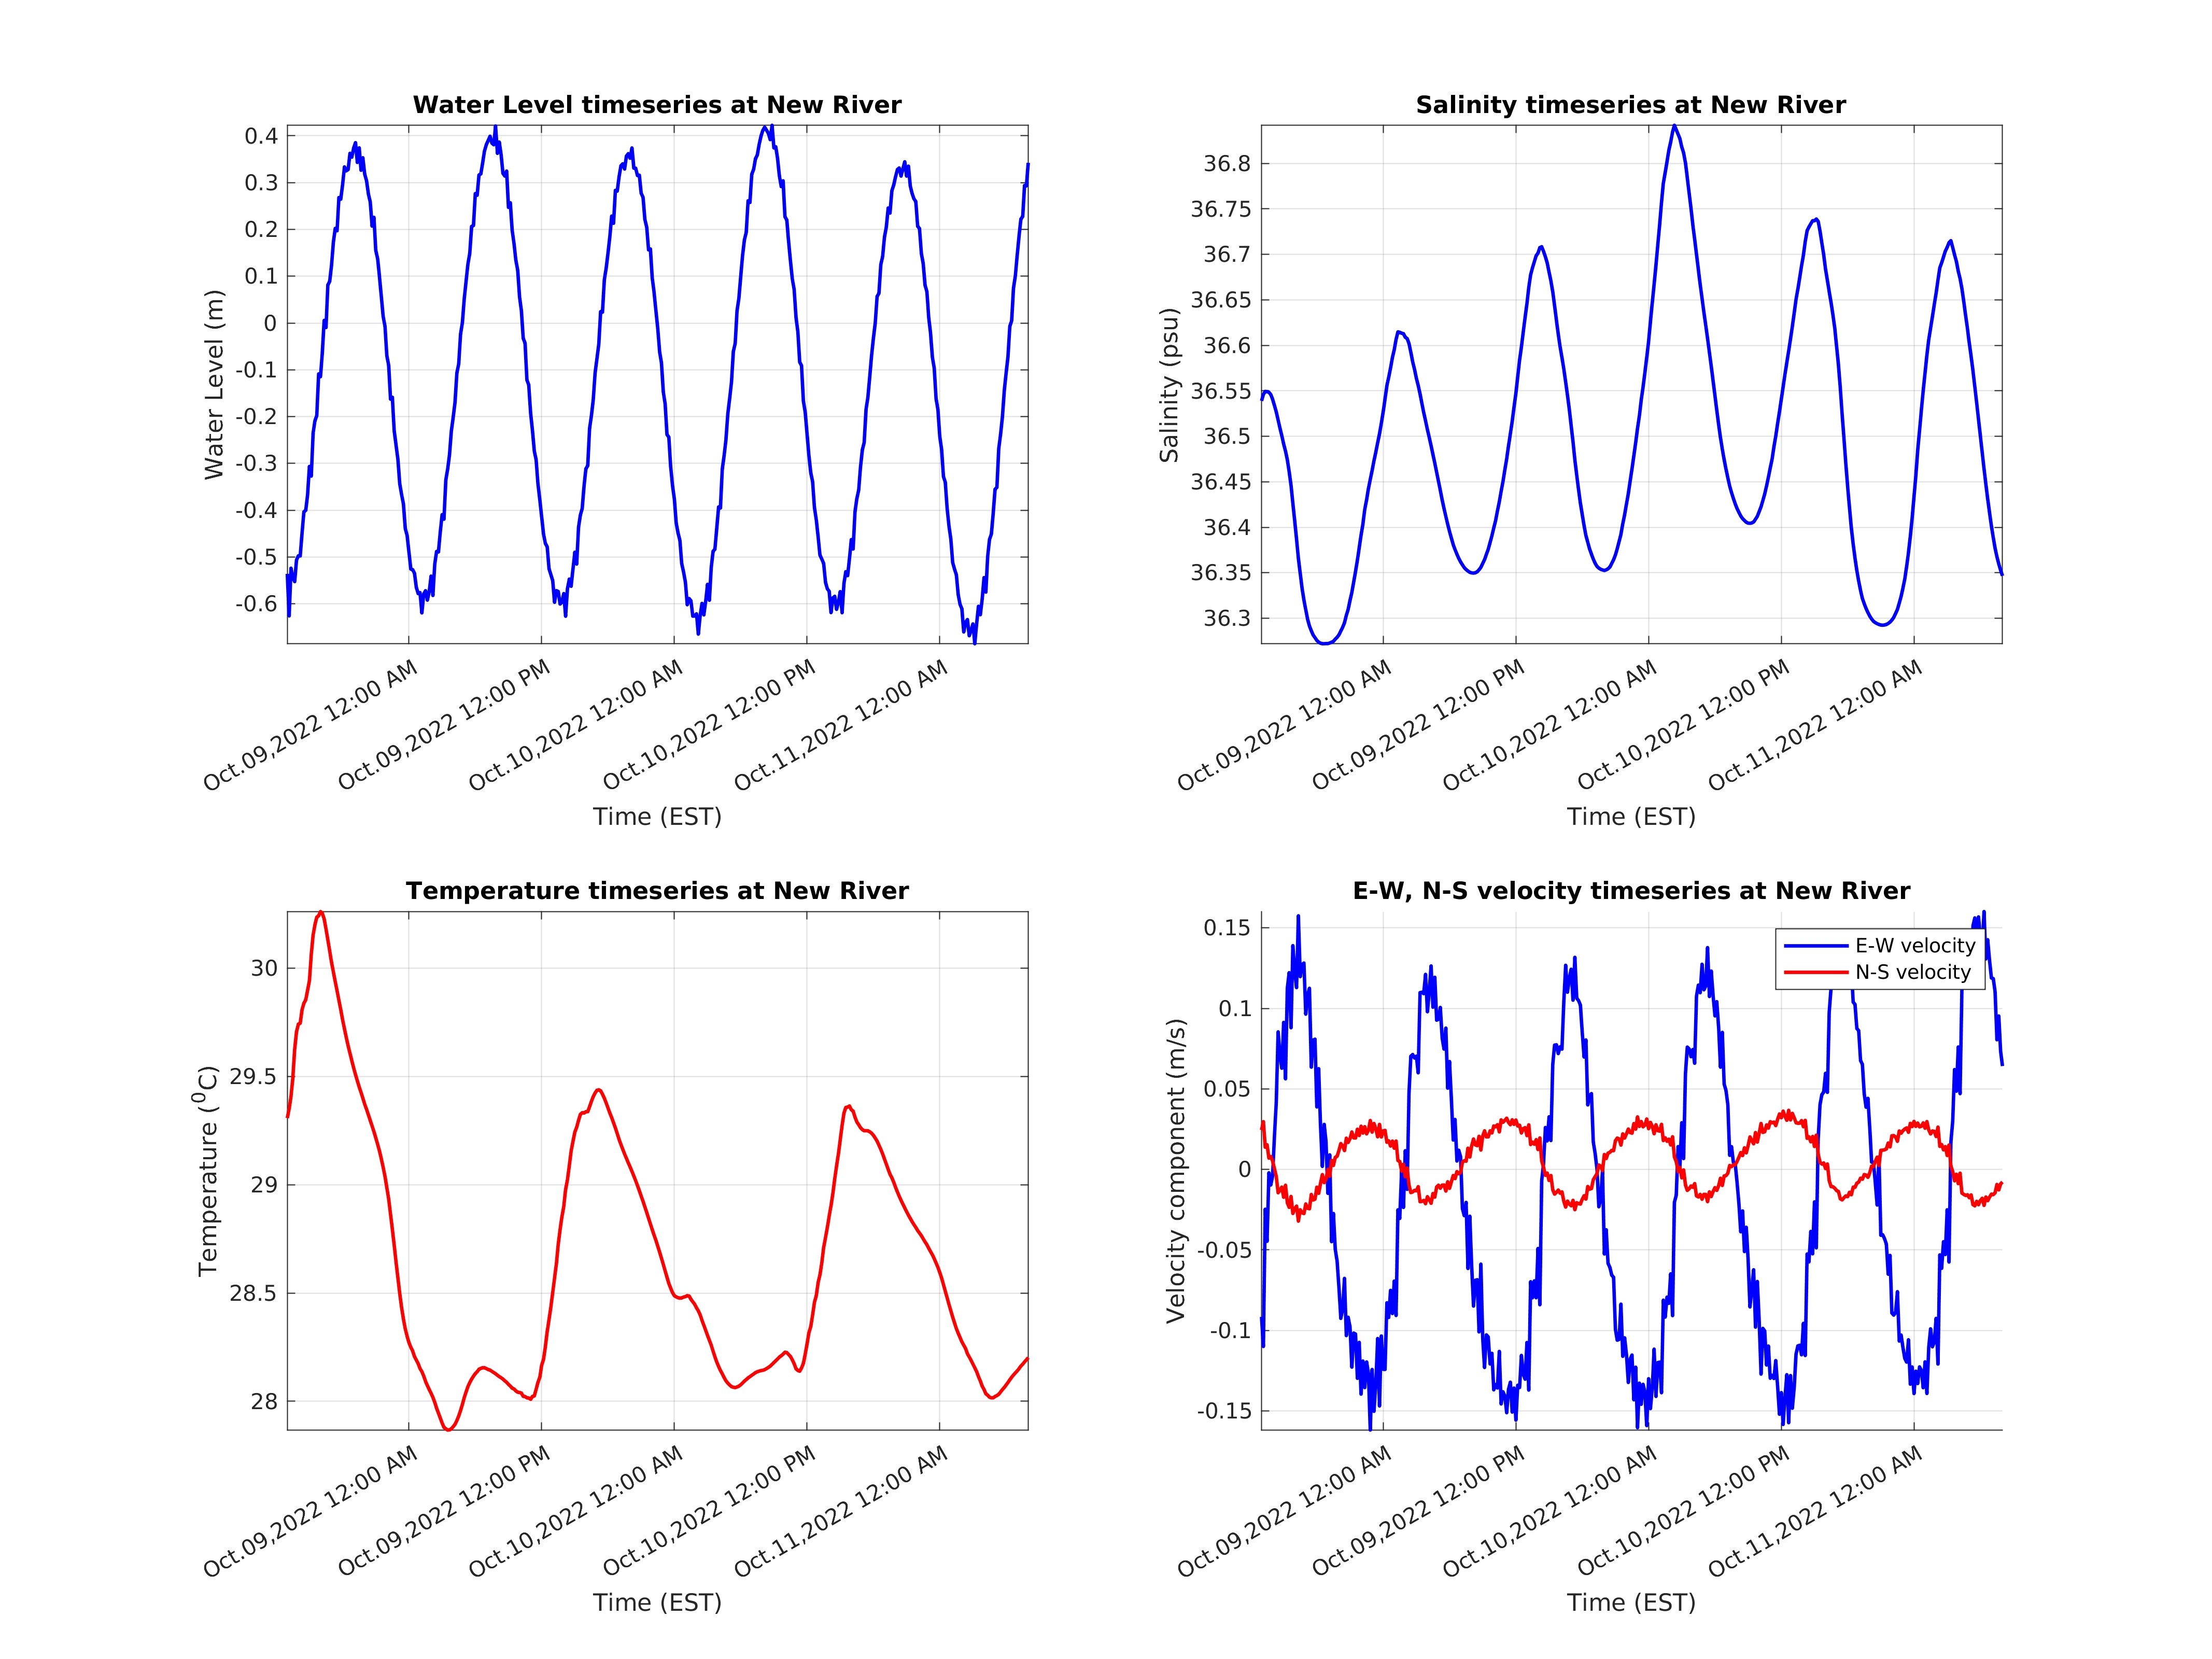 Water Level timeseries at New River
0.4
0.3
0.2
0.1
0
-0.1
-0.2
-0.3
-0.4
-0.5
-0.6
Water Level (m)
Oct.09,2022 12:00 AM
Oct.09,2022 12:00 PM
Oct.10,2022 12:00 AM
Oct.10,2022 12:00 PM
Oct.11,2022 12:00 AM
Time (EST)
Salinity timeseries at New River
36.8
36.75
36.7
36.65
36.6
36.55
36.5
36.45
36.4
36.35
36.3
Salinity (psu)
Oct.09,2022 12:00 AM
Oct.09,2022 12:00 PM
Oct.10,2022 12:00 AM
Oct.10,2022 12:00 PM
Oct.11,2022 12:00 AM
Time (EST)
Temperature timeseries at New River
30
29.5
29
28.5
28
Temperature (⁰C)
Oct.09,2022 12:00 AM
Oct.09,2022 12:00 PM
Oct.10,2022 12:00 AM
Oct.10,2022 12:00 PM
Oct.11,2022 12:00 AM
Time (EST)
E-W, N-S velocity timeseries at New River
E-W velocity
N-S velocity
0.15
0.1
0.05
0
-0.05
-0.1
-0.15
Velocity component (m/s)
Oct.09,2022 12:00 AM
Oct.09,2022 12:00 PM
Oct.10,2022 12:00 AM
Oct.10,2022 12:00 PM
Oct.11,2022 12:00 AM
Time (EST)